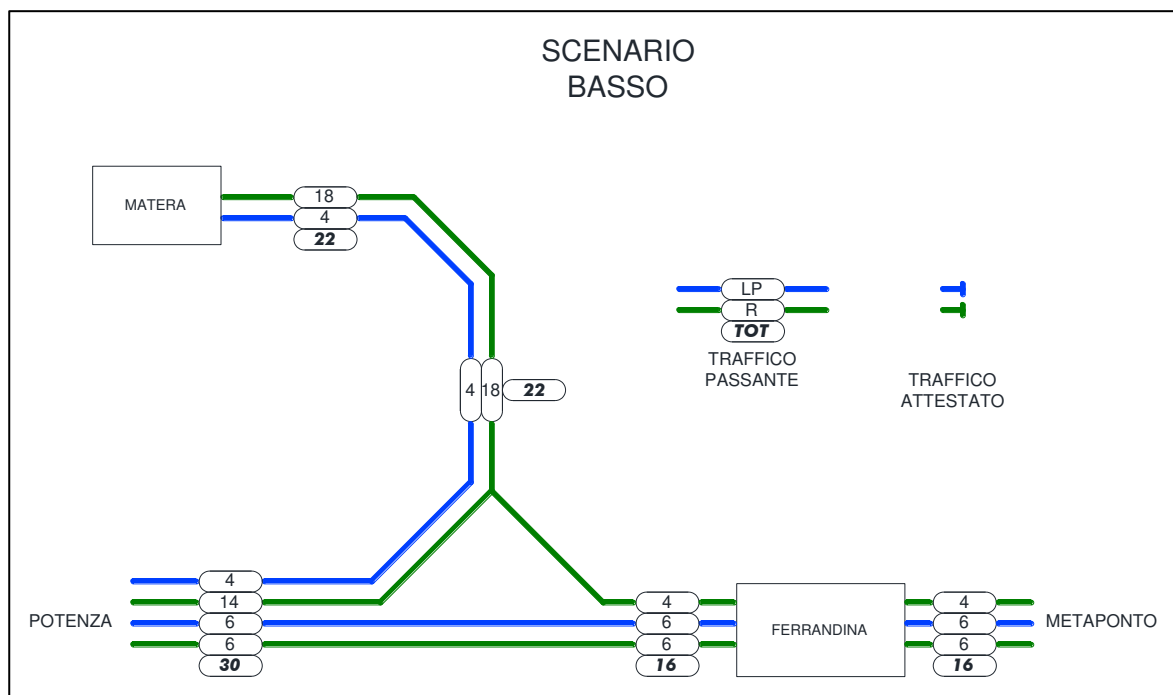 SCENARIO
BASSO
MATERA
18
4
22
LP
R
TOT
TRAFFICO
PASSANTE
TRAFFICO
ATTESTATO
4
18
22
POTENZA
4
14
6
6
30
4
6
6
16
FERRANDINA
4
6
6
16
METAPONTO